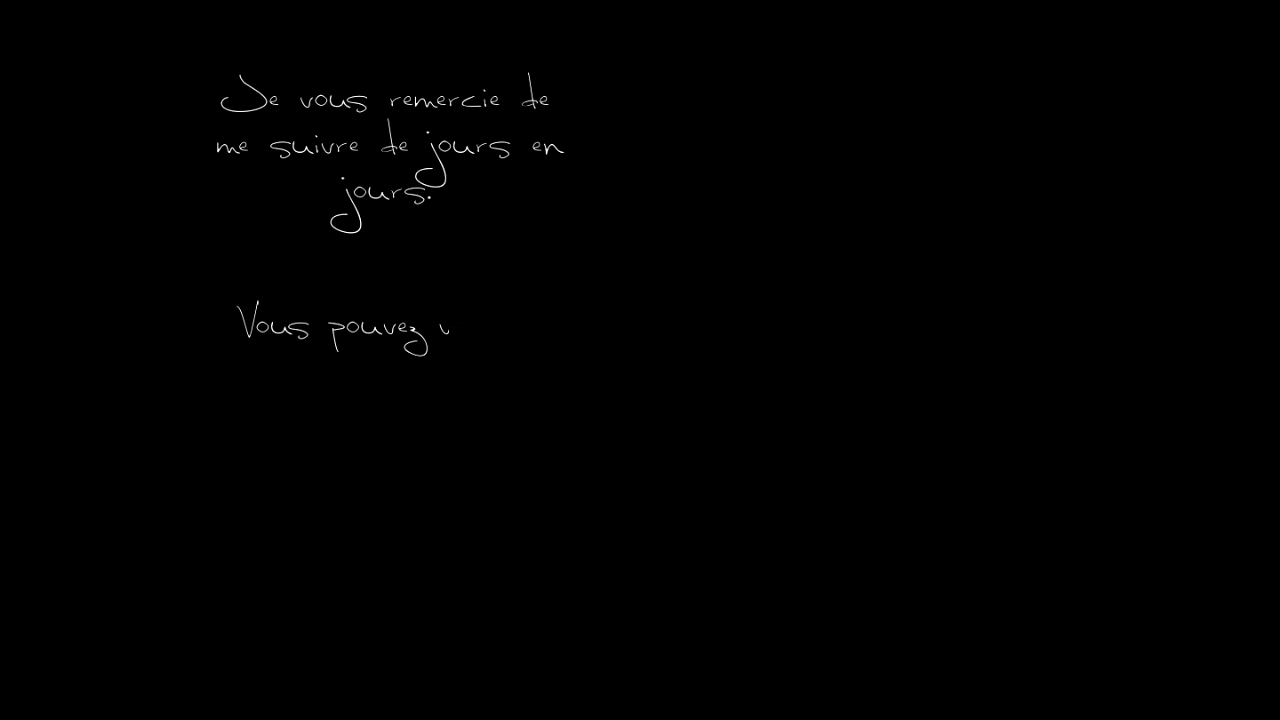 Je vous remercie de
me suivre de jours en
jours.
Vous pouvez